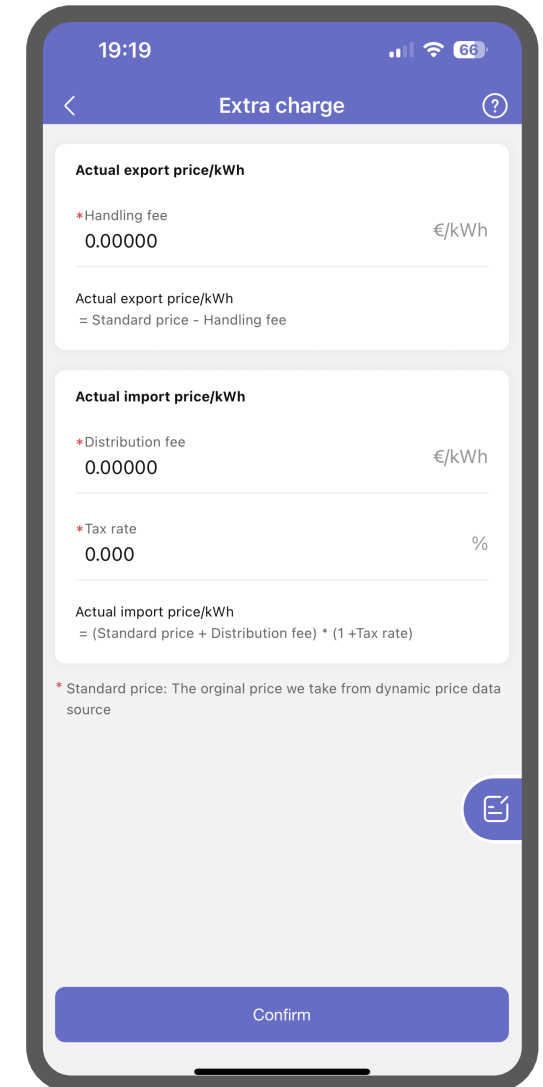 19:19
66
Extra charge
?
Actual export price/kWh
*Handling fee
0.00000
€/kWh
Actual export price/kWh
= Standard price - Handling fee
Actual import price/kWh
*Distribution fee
0.00000
€/kWh
*Tax rate
0.000
%
Actual import price/kWh
= (Standard price + Distribution fee) * (1 +Tax rate)
* Standard price: The orginal price we take from dynamic price data
source
Confirm